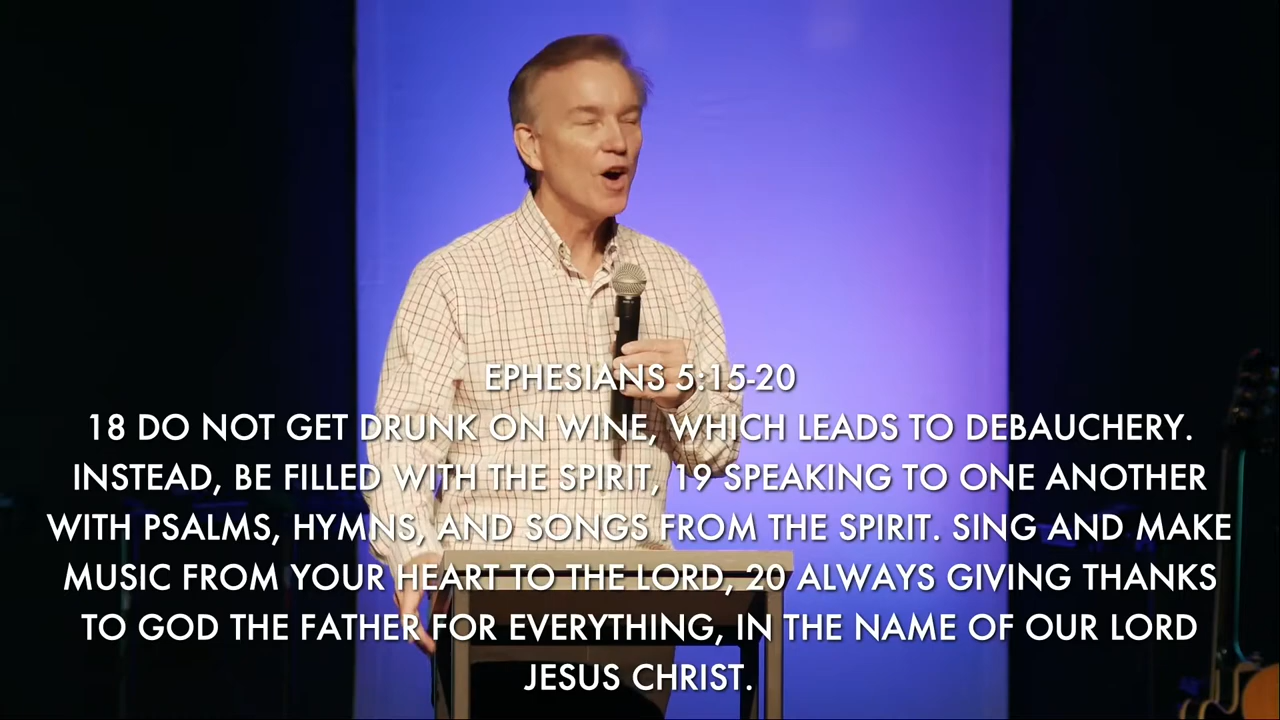 EPHESIANS 5:15-20
18 DO NOT GET DRUNK ON WINE, WHICH LEADS TO DEBAUCHERY.
INSTEAD, BE FILLED WITH THE SPIRIT, 19 SPEAKING TO ONE ANOTHER
WITH PSALMS, HYMNS, AND SONGS FROM THE SPIRIT. SING AND MAKE
MUSIC FROM YOUR HEART TO THE LORD, 20 ALWAYS GIVING THANKS
TO GOD THE FATHER FOR EVERYTHING, IN THE NAME OF OUR LORD
JESUS CHRIST.